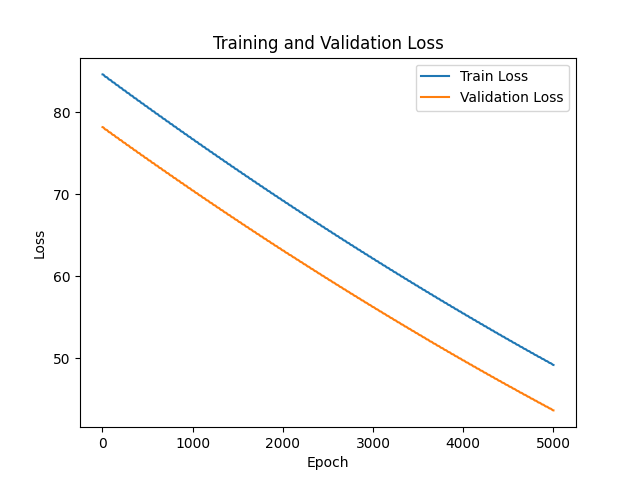 Training and Validation Loss
Train Loss
Validation Loss
80
70
60
50
Loss
0 1000 2000 3000 4000 5000
Epoch